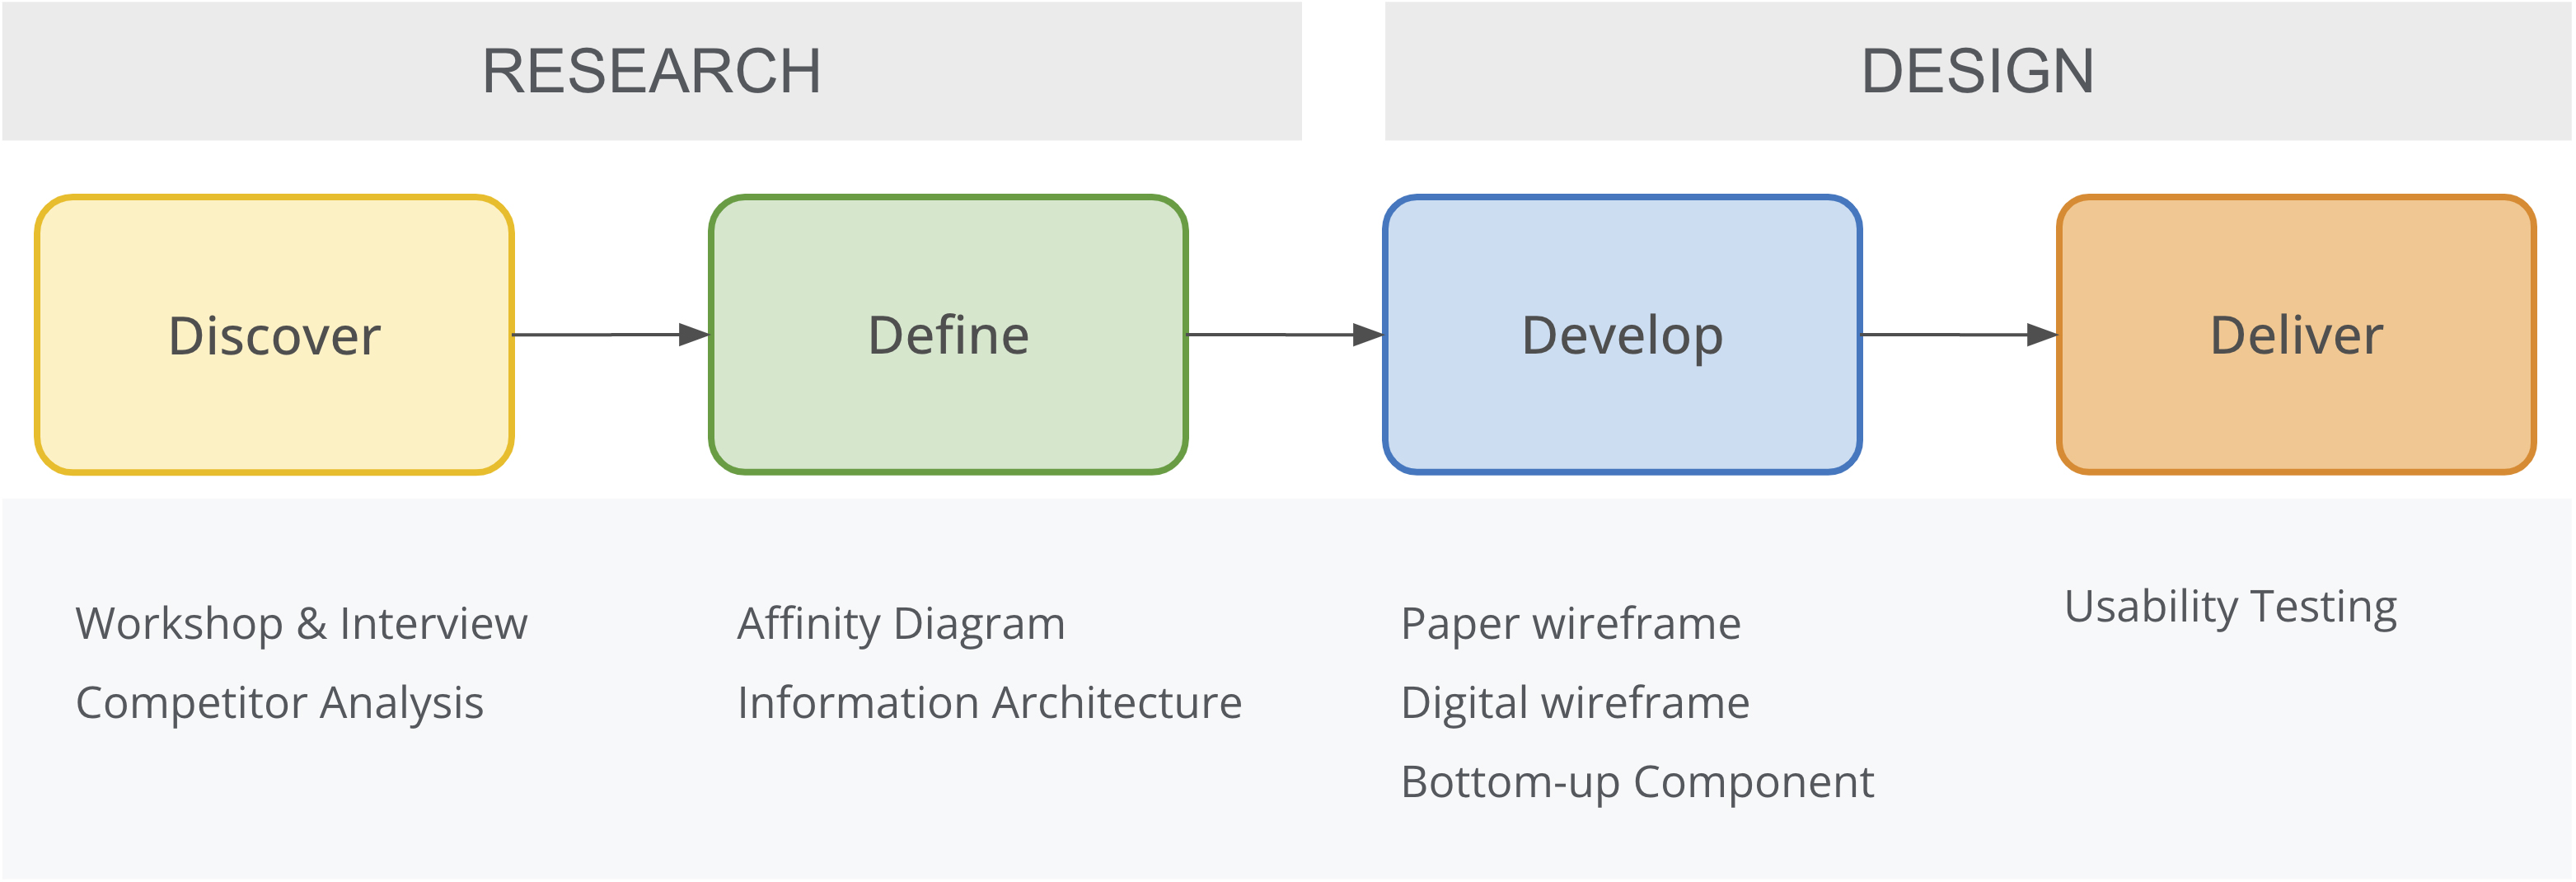 RESEARCH
DESIGN
Discover
Define
Develop
Deliver
Workshop & Interview
Competitor Analysis
Affinity Diagram
Information Architecture
Paper wireframe
Digital wireframe
Bottom-up Component
Usability Testing